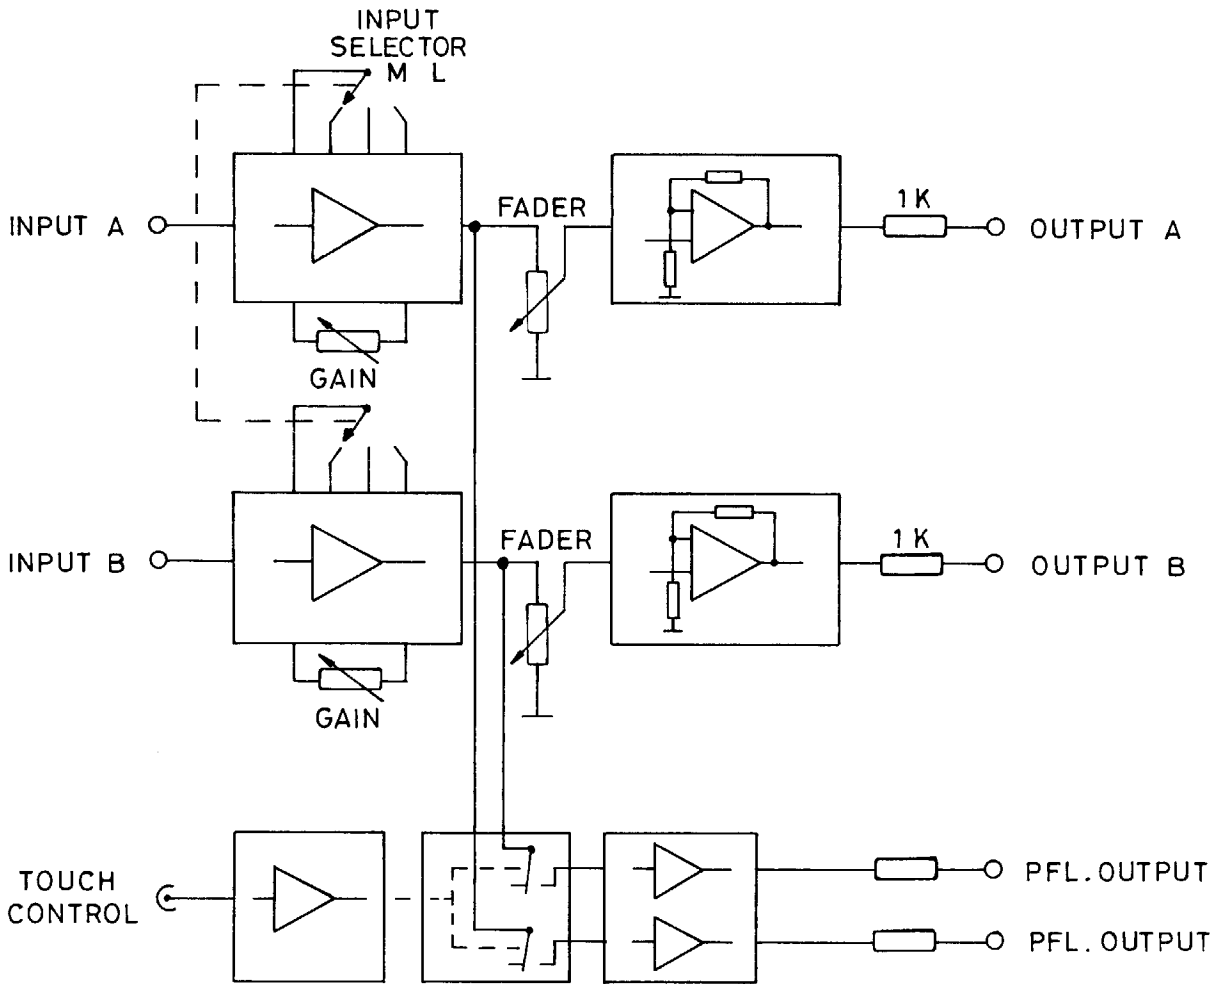 INPUT
SELECTOR
M L
INPUT A
FADER
1K
OUTPUT A
GAIN
INPUT B
FADER
1K
OUTPUT B
GAIN
TOUCH
CONTROL
PFL. OUTPUT
PFL. OUTPUT